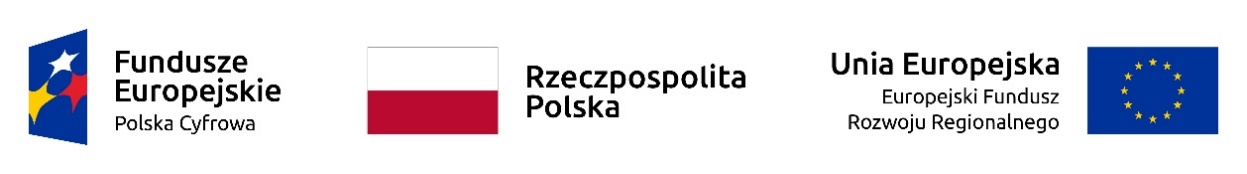 Fundusze
Europejskie
Polska Cyfrowa
Rzeczpospolita
Polska
Unia Europejska
Europejski Fundusz
Rozwoju Regionalnego